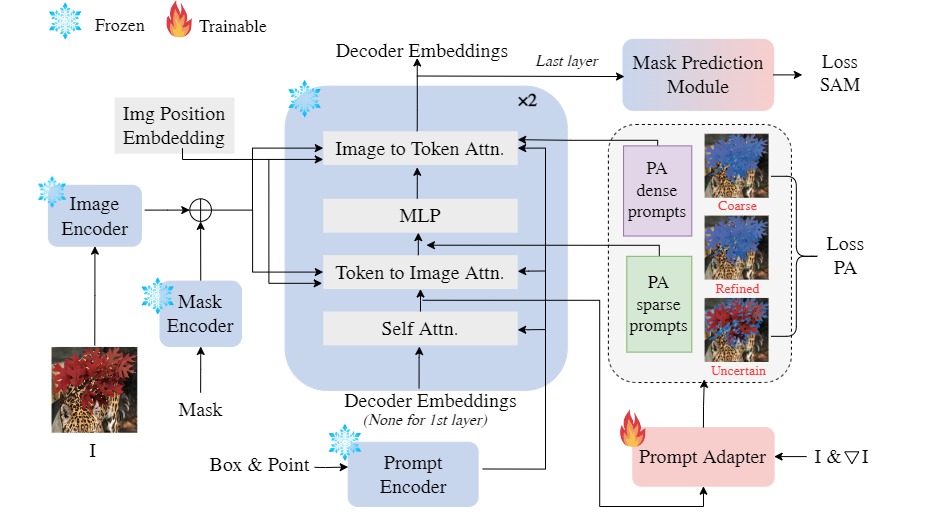 Frozen
Trainable
Decoder Embeddings
Last layer
Mask Prediction
Module
Loss
SAM
×2
Img Position
Embdedding
Image to Token Attn.
PA
dense
prompts
Coarse
Image
Encoder
MLP
Loss
PA
Token to Image Attn.
PA
sparse
prompts
Refined
Mask
Encoder
Self Attn.
Uncertain
Mask
Decoder Embeddings
(None for 1st layer)
I
Box & Point
Prompt
Encoder
Prompt Adapter
I & ▽I